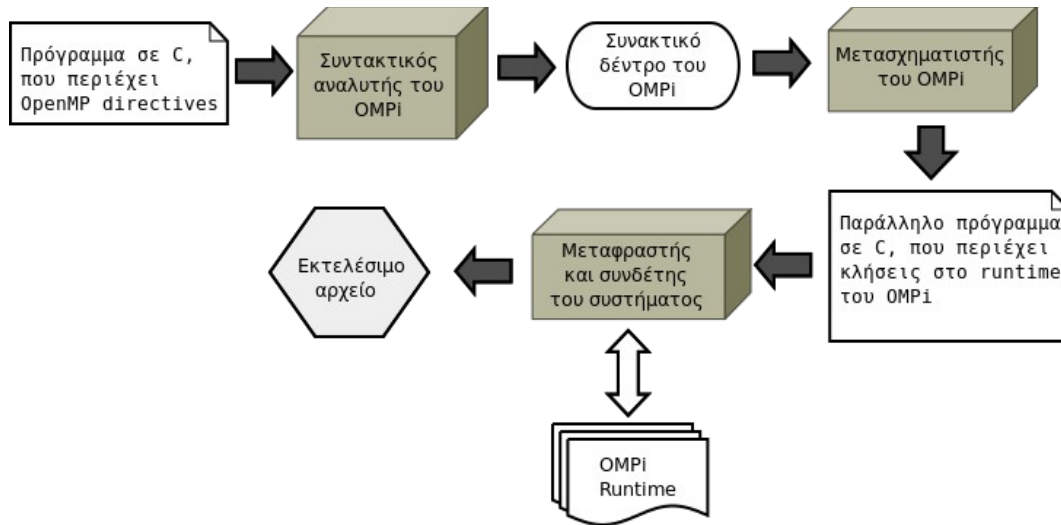 Πρόγραμμα σε C,
που περιέχει
OpenMP directives
Συντακτικός
αναλυτής του
OMPi
Συνακτικό
δέντρο του
OMPi
Μετασχηματιστής
του OMPi
Παράλληλο πρόγραμμα
σε C, που περιέχει
κλήσεις στο runtime
του OMPi
Μεταφραστής
και συνδέτης
του συστήματος
Εκτελέσιμο
αρχείο
OMPi
Runtime